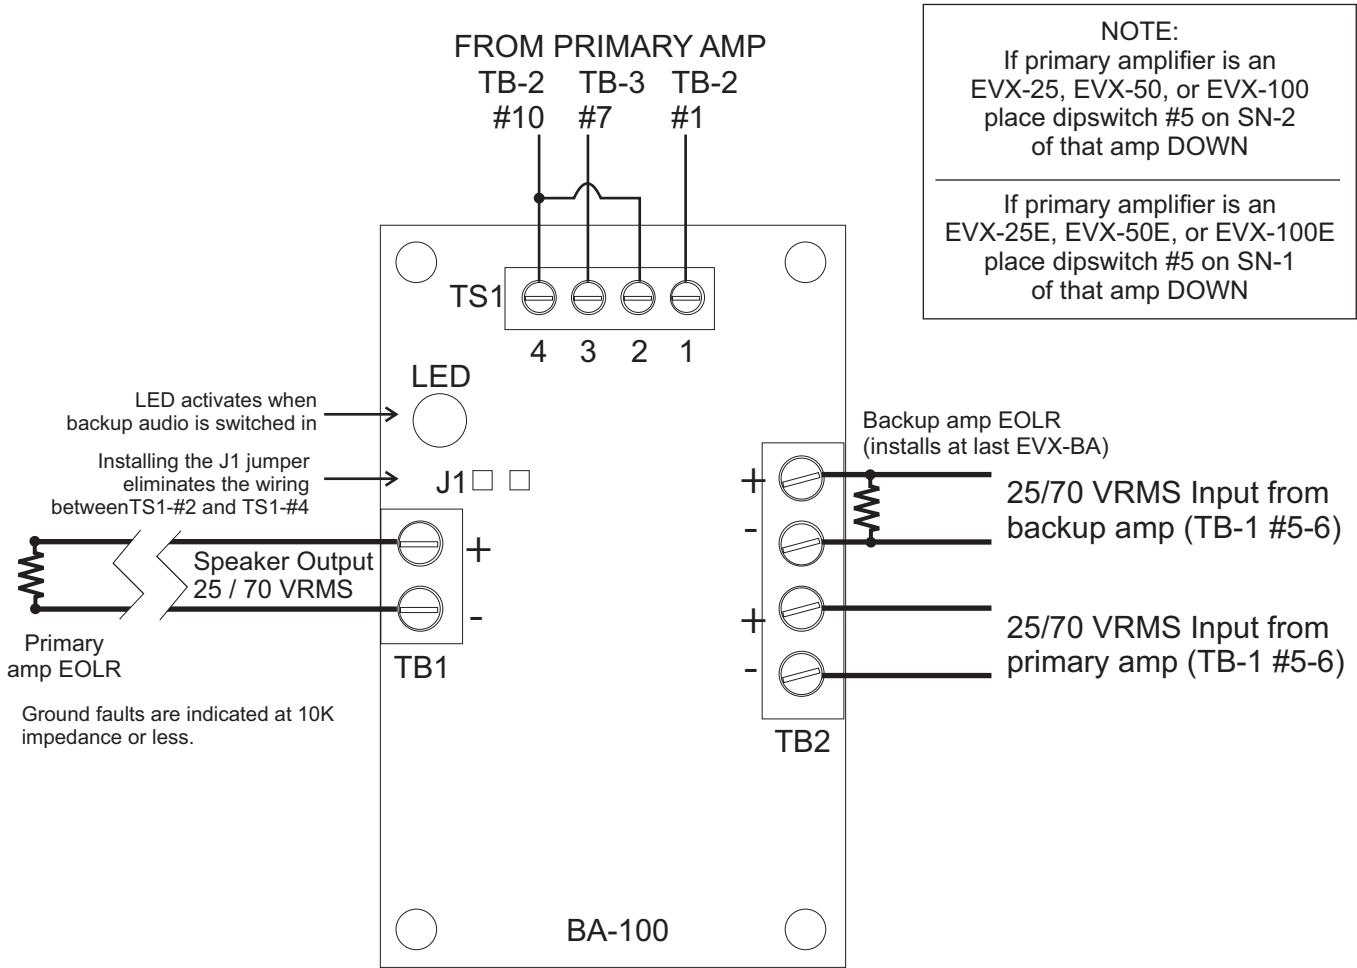 FROM PRIMARY AMP
TB-2 TB-3 TB-2
#10 #7 #1
NOTE:
If primary amplifier is an
EVX-25, EVX-50, or EVX-100
place dipswitch #5 on SN-2
of that amp DOWN
If primary amplifier is an
EVX-25E, EVX-50E, or EVX-100E
place dipswitch #5 on SN-1
of that amp DOWN
TS1
4 3 2 1
LED
LED activates when
backup audio is switched in
Installing the J1 jumper
eliminates the wiring
betweenTS1-#2 and TS1-#4
J1
Speaker Output
25 / 70 VRMS
+
-
TB1
Primary
amp EOLR
Ground faults are indicated at 10K
impedance or less.
Backup amp EOLR
(installs at last EVX-BA)
+
-
25/70 VRMS Input from
backup amp (TB-1 #5-6)
+
-
25/70 VRMS Input from
primary amp (TB-1 #5-6)
TB2
BA-100